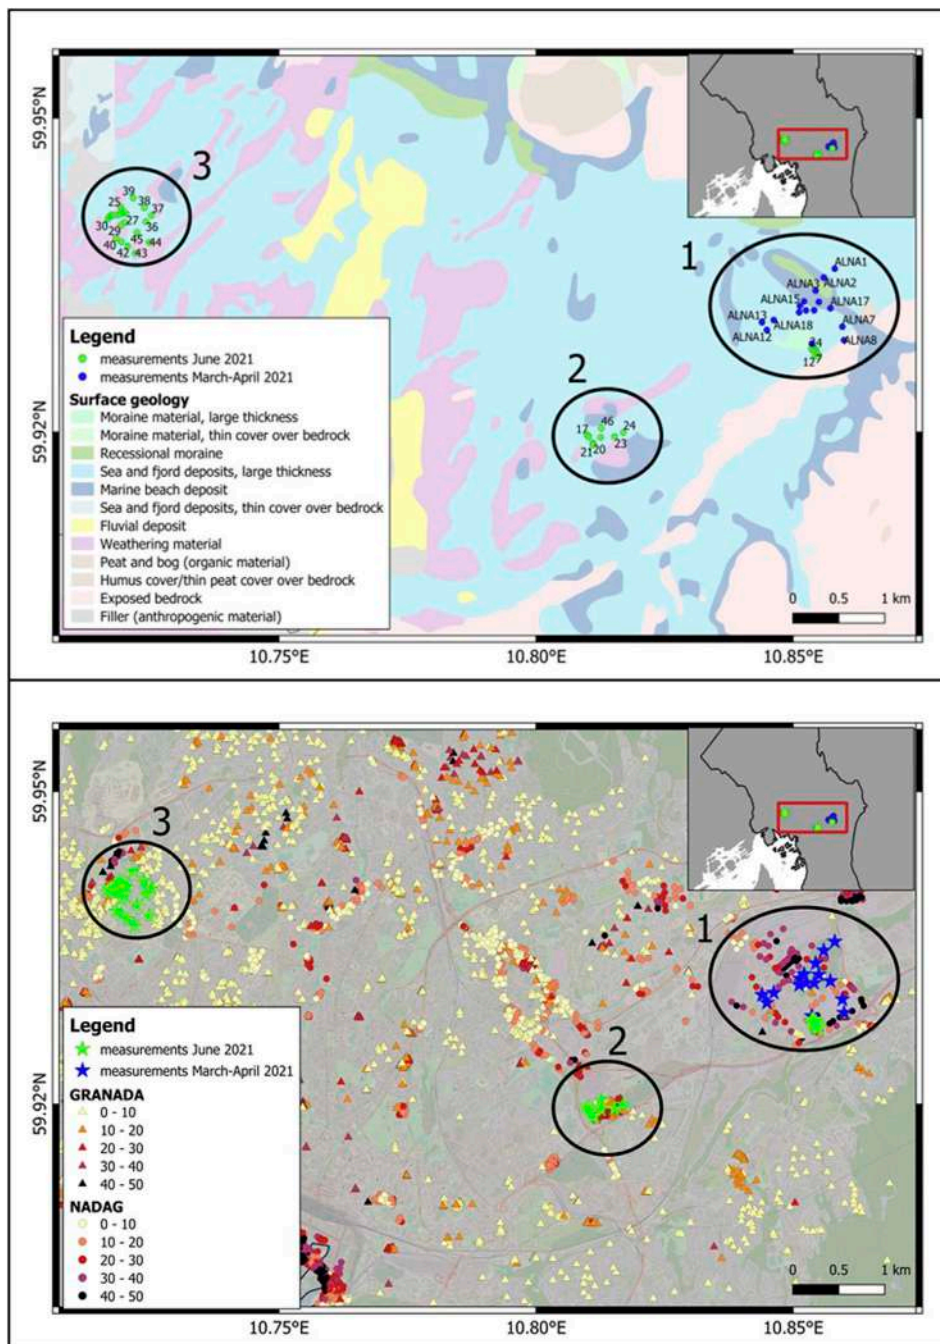 59.95°N
59.92°N
3
39
25
38
37
30
27
36
29
45
40
44
42
43
1
ALNA1
ALNA3
ALNA2
ALNA15
ALNA17
ALNA13
ALNA18
ALNA7
ALNA12
ALNA8
34
12
7
2
46
17
24
23
21
20
Legend
measurements June 2021
measurements March-April 2021
Surface geology
Moraine material, large thickness
Moraine material, thin cover over bedrock
Recessional moraine
Sea and fjord deposits, large thickness
Marine beach deposit
Sea and fjord deposits, thin cover over bedrock
Fluvial deposit
Weathering material
Peat and bog (organic material)
Humus cover/thin peat cover over bedrock
Exposed bedrock
Filler (anthropogenic material)
0 0.5 1 km
10.75°E 10.80°E 10.85°E
59.95°N
59.92°N
3
1
2
Legend
measurements June 2021
measurements March-April 2021
GRANADA
0 - 10
10 - 20
20 - 30
30 - 40
40 - 50
NADAG
0 - 10
10 - 20
20 - 30
30 - 40
40 - 50
0 0.5 1 km
10.75°E 10.80°E 10.85°E